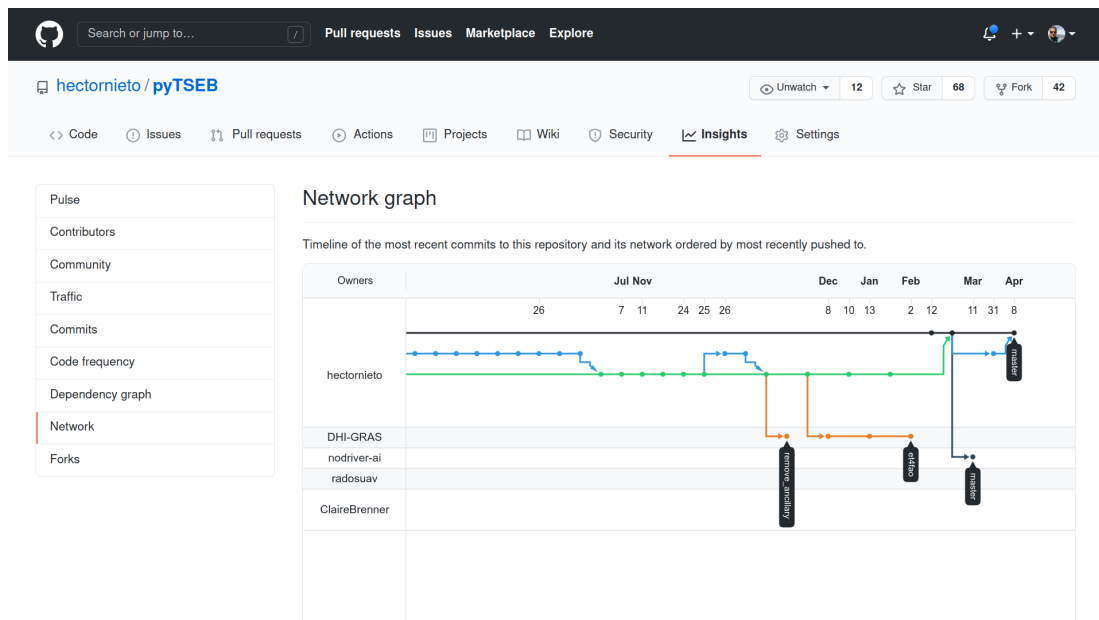 Search or jump to… / Pull requests Issues Marketplace Explore
hectornieto / pyTSEB Unwatch 12 Star 68 Fork 42
Code Issues Pull requests Actions Projects Wiki Security Insights Settings
Pulse
Contributors
Community
Traffic
Commits
Code frequency
Dependency graph
Network
Forks
Network graph
Timeline of the most recent commits to this repository and its network ordered by most recently pushed to.
Owners Jul Nov Dec Jan Feb Mar Apr
26 7 11 24 25 26 8 10 13 2 12 11 31 8
hectornieto
master
DHI-GRAS
nodriver-ai
radosuav
ClaireBrenner
remove_ancillary
el4fao
master